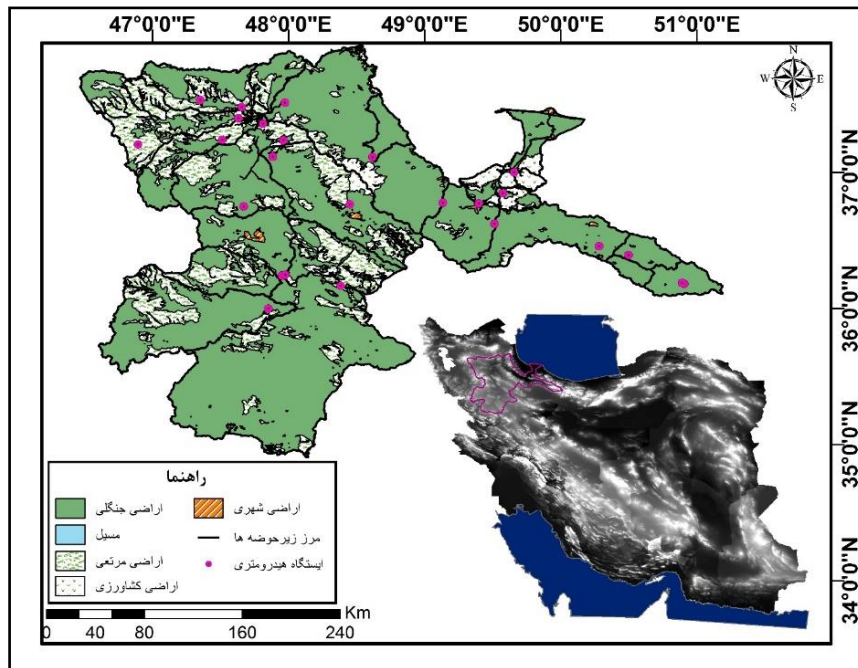 47°0'0"E 48°0'0"E 49°0'0"E 50°0'0"E 51°0'0"E
N
W E
S
37°0'0"N
36°0'0"N
35°0'0"N
34°0'0"N
راهنما
اراضی جنگلی
اراضی شهری
مسیل
مرز زیرحوضه ها
اراضی مرتعی
ایستگاه هیدرومتری
اراضی کشاورزی
Km
0 40 80 160 240